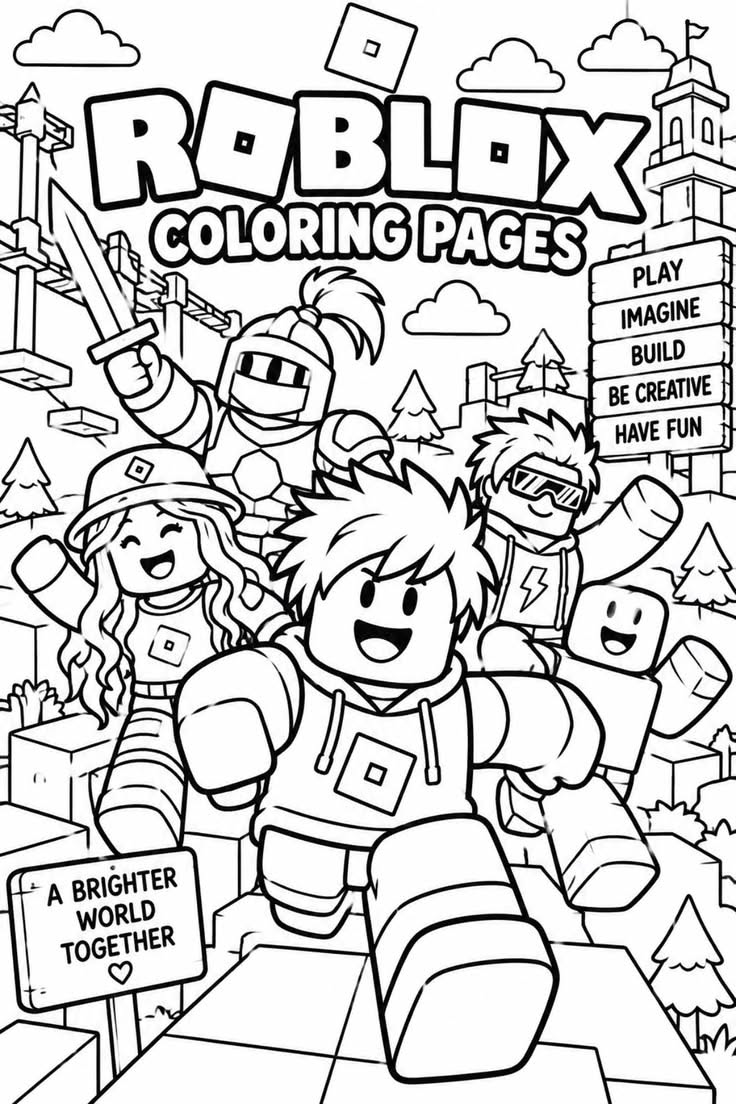 ROBLOX
COLORING PAGES
PLAY
IMAGINE
BUILD
BE CREATIVE
HAVE FUN
A BRIGHTER
WORLD
TOGETHER